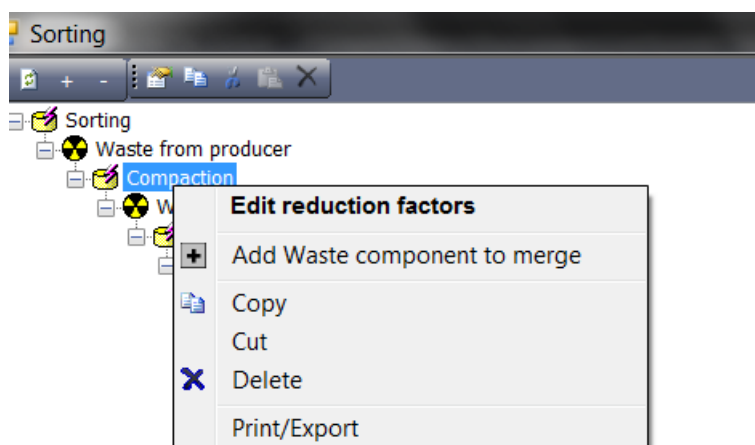 Sorting
+ -
Sorting
Waste from producer
Compaction
W
Edit reduction factors
Add Waste component to merge
Copy
Cut
Delete
Print/Export